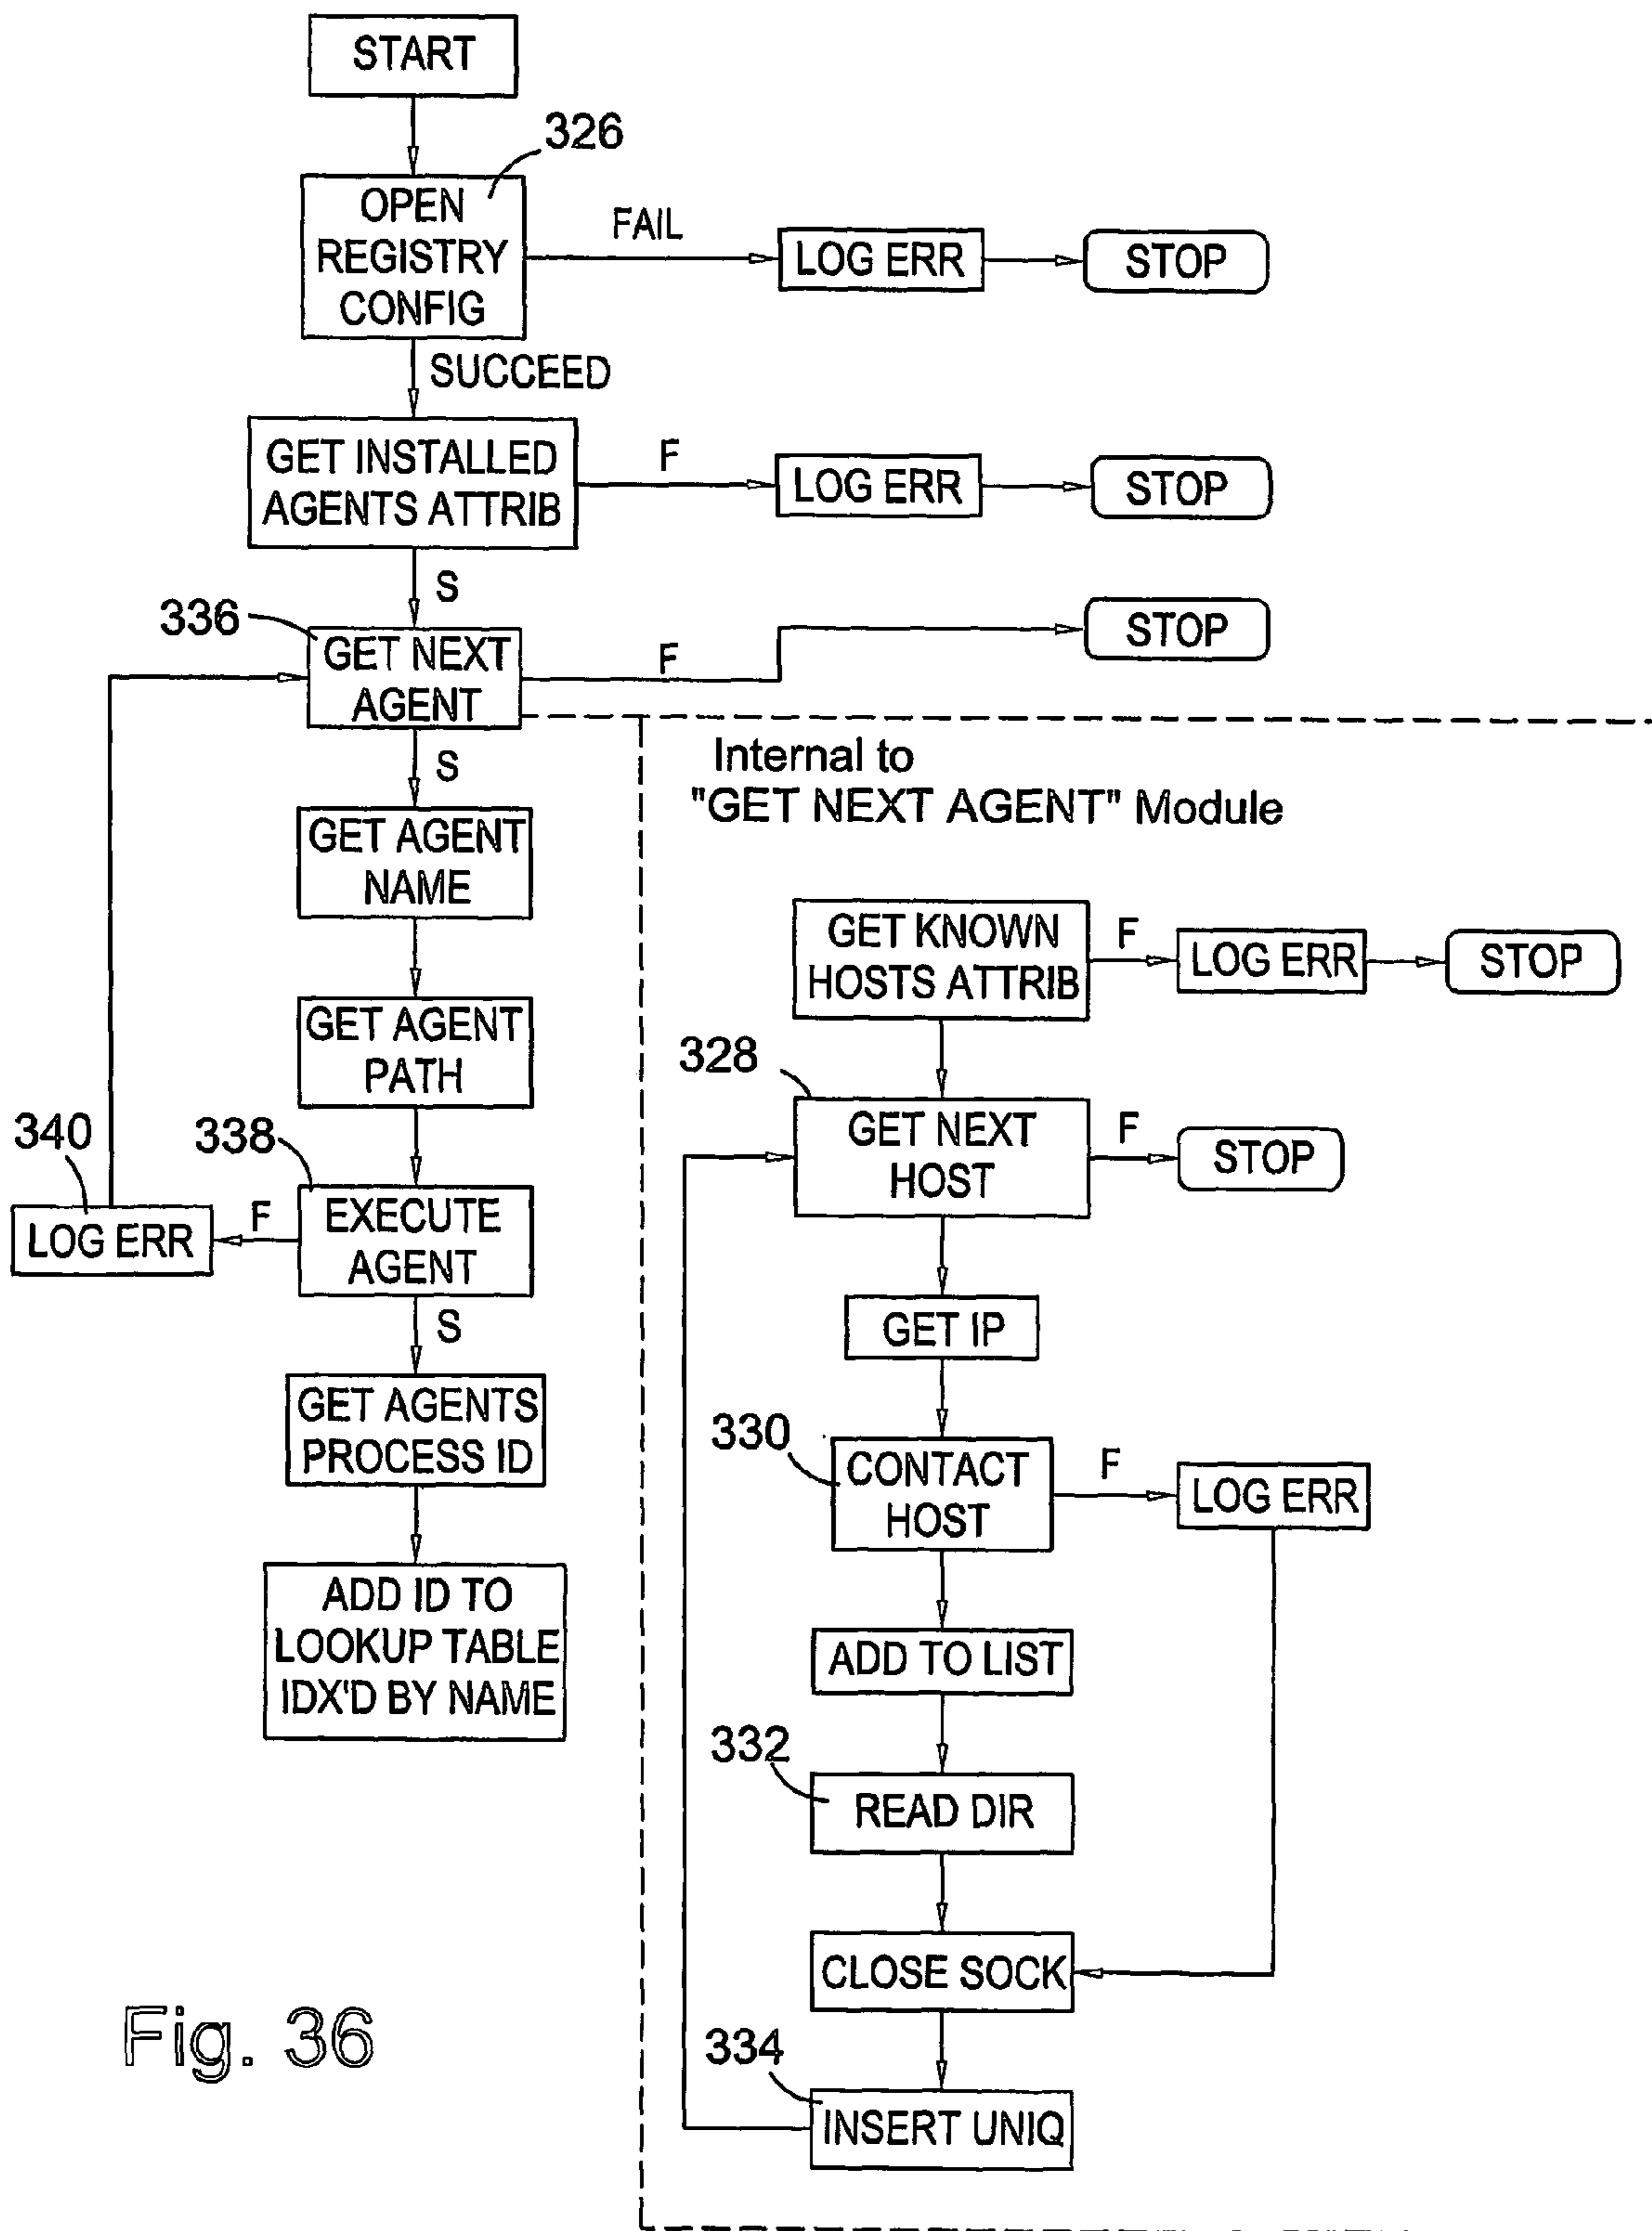 START
326
OPEN
REGISTRY
CONFIG
FAIL
LOG ERR
STOP
SUCCEED
GET INSTALLED
AGENTS ATTRIB
F
LOG ERR
STOP
S
336
GET NEXT
AGENT
F
STOP
S
GET AGENT
NAME
GET AGENT
PATH
340
LOG ERR
F
338
EXECUTE
AGENT
S
GET AGENTS
PROCESS ID
ADD ID TO
LOOKUP TABLE
IDX'D BY NAME
Internal to
"GET NEXT AGENT" Module
GET KNOWN
HOSTS ATTRIB
F
LOG ERR
STOP
328
GET NEXT
HOST
F
STOP
GET IP
330
CONTACT
HOST
F
LOG ERR
ADD TO LIST
332
READ DIR
CLOSE SOCK
334
INSERT UNIQ
Fig. 36